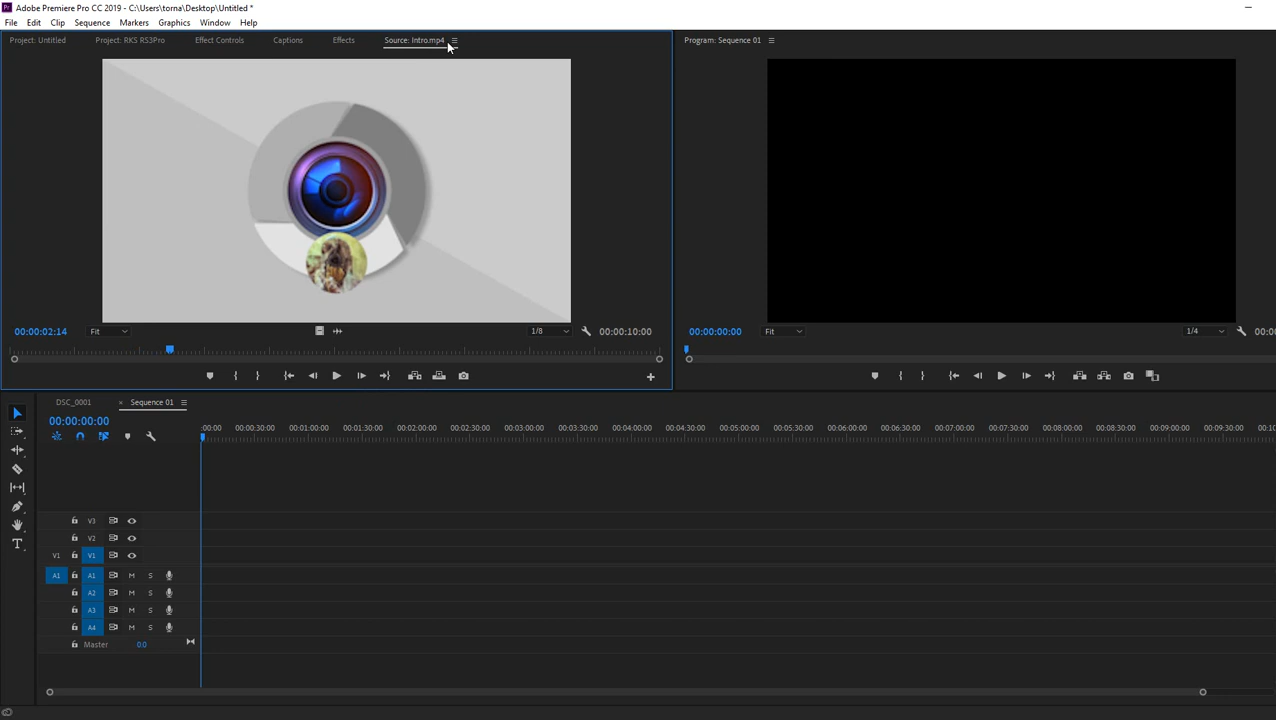 Pr Adobe Premiere Pro CC 2019 - C:\Users\torna\Desktop\Untitled *
File Edit Clip Sequence Markers Graphics Window Help
Project: Untitled Project: RKS RS3Pro Effect Controls Captions Effects Source: Intro.mp4
Program: Sequence 01
00:00:02:14 Fit 1/8 00:00:10:00
00:00:00:00 Fit 1/4 00:00
DSC_0001 × Sequence 01
00:00:00:00
:00:00 00:00:30:00 00:01:00:00 00:01:30:00 00:02:00:00 00:02:30:00 00:03:00:00 00:03:30:00 00:04:00:00 00:04:30:00 00:05:00:00 00:05:30:00 00:06:00:00 00:06:30:00 00:07:00:00 00:07:30:00 00:08:00:00 00:08:30:00 00:09:00:00 00:09:30:00 00:10
V3
V2
V1 V1
A1 A1 M S
A2 M S
A3 M S
A4 M S
Master 0.0
T